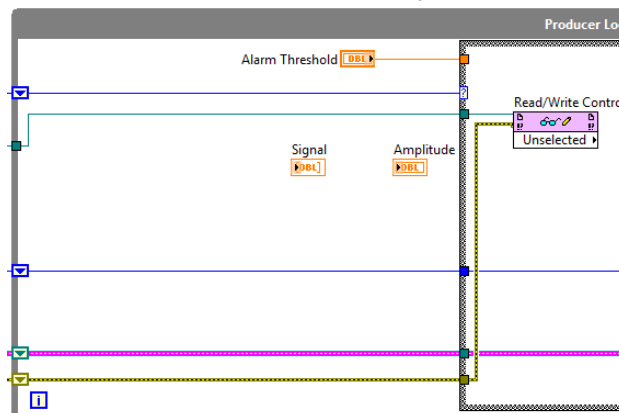 Producer Lo
Alarm Threshold DBL
?
Read/Write Contro
Unselected
Signal
DBL
Amplitude
DBL
i